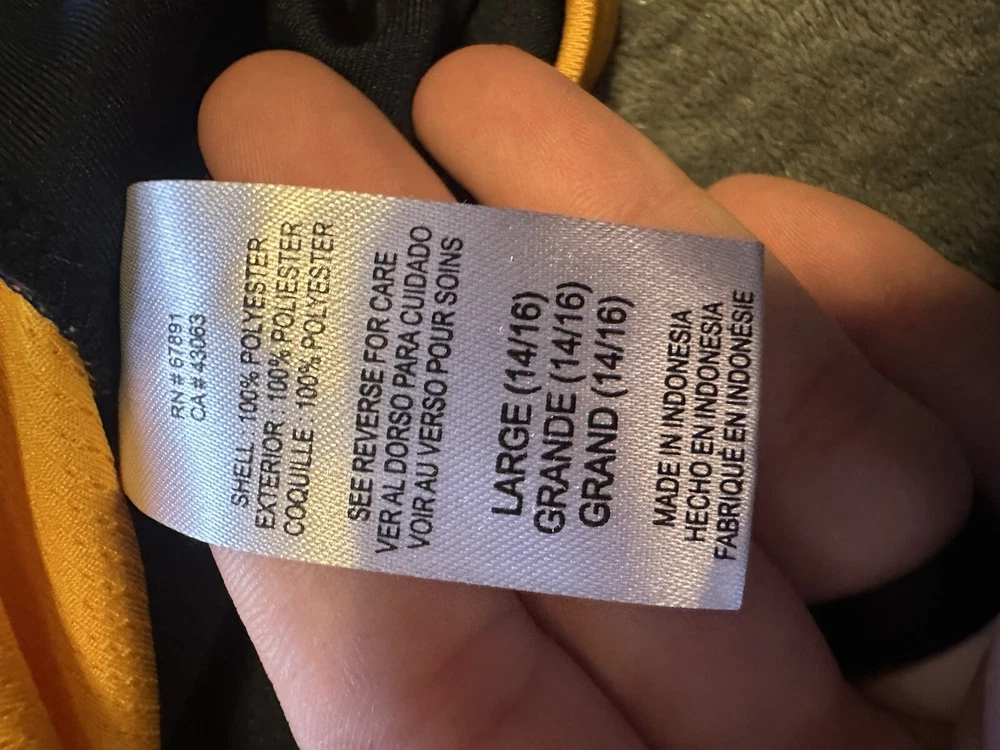 RN# 67891
CA# 43063
SHELL 100% POLYESTER
EXTERIOR : 100% POLIESTER
COQUILLE : 100% POLYESTER
SEE REVERSE FOR CARE
VER AL DORSO PARA CUIDADO
VOIR AU VERSO POUR SOINS
LARGE (14/16)
GRANDE (14/16)
GRAND (14/16)
MADE IN INDONESIA
HECHO EN INDONESIA
FABRIQUÉ EN INDONESIE